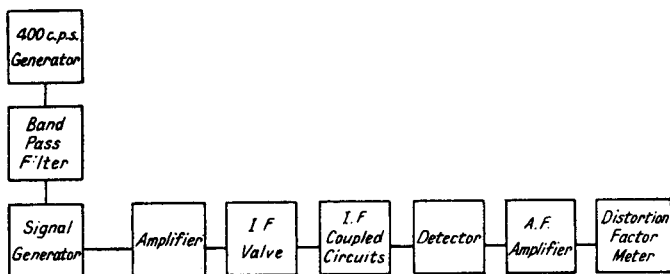 400 c.p.s.
Generator
Band
Pass
Filter
Signal
Generator
Amplifier
I F
Valve
I.F
Coupled
Circuits
Detector
A.F.
Amplifier
Distortion
Factor
Meter